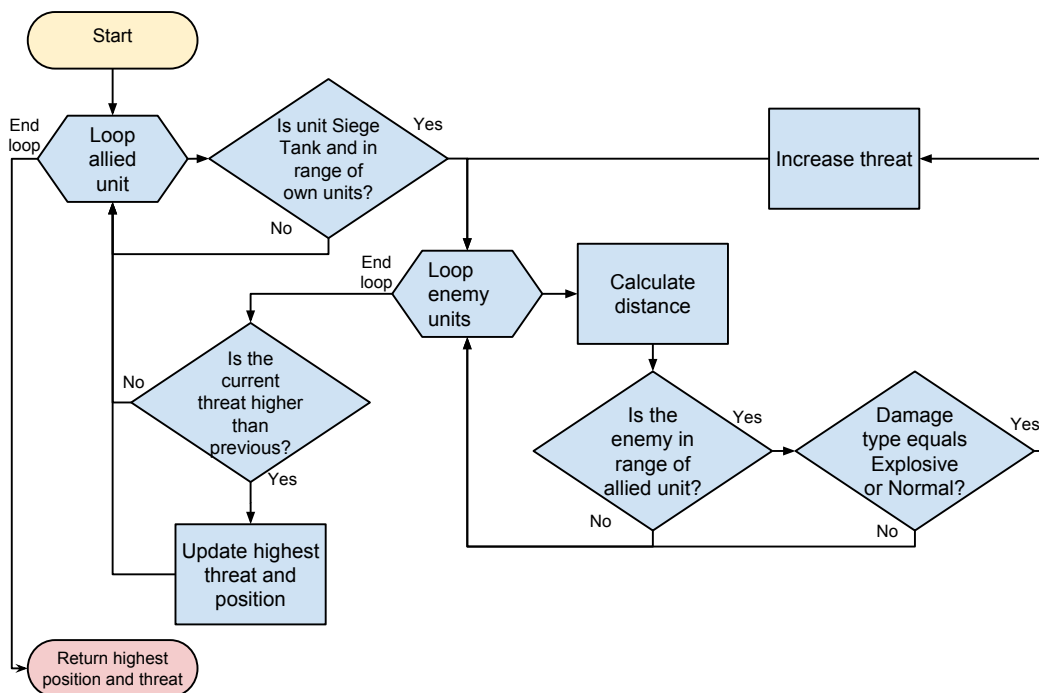 Start
End
loop
Loop
allied
unit
Is unit Siege
Tank and in
range of
own units?
Yes
No
Increase threat
End
loop
Loop
enemy
units
Calculate
distance
Is the
current
threat higher
than
previous?
No
Yes
Is the
enemy in
range of
allied unit?
Yes
No
Damage
type equals
Explosive
or Normal?
Yes
No
Update highest
threat and
position
Return highest
position and threat